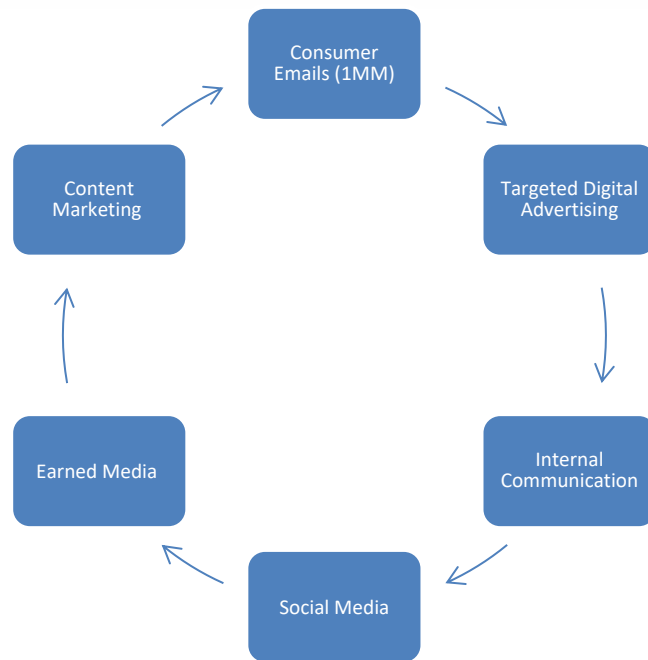 Consumer
Emails (1MM)
Targeted Digital
Advertising
Internal
Communication
Social Media
Earned Media
Content
Marketing